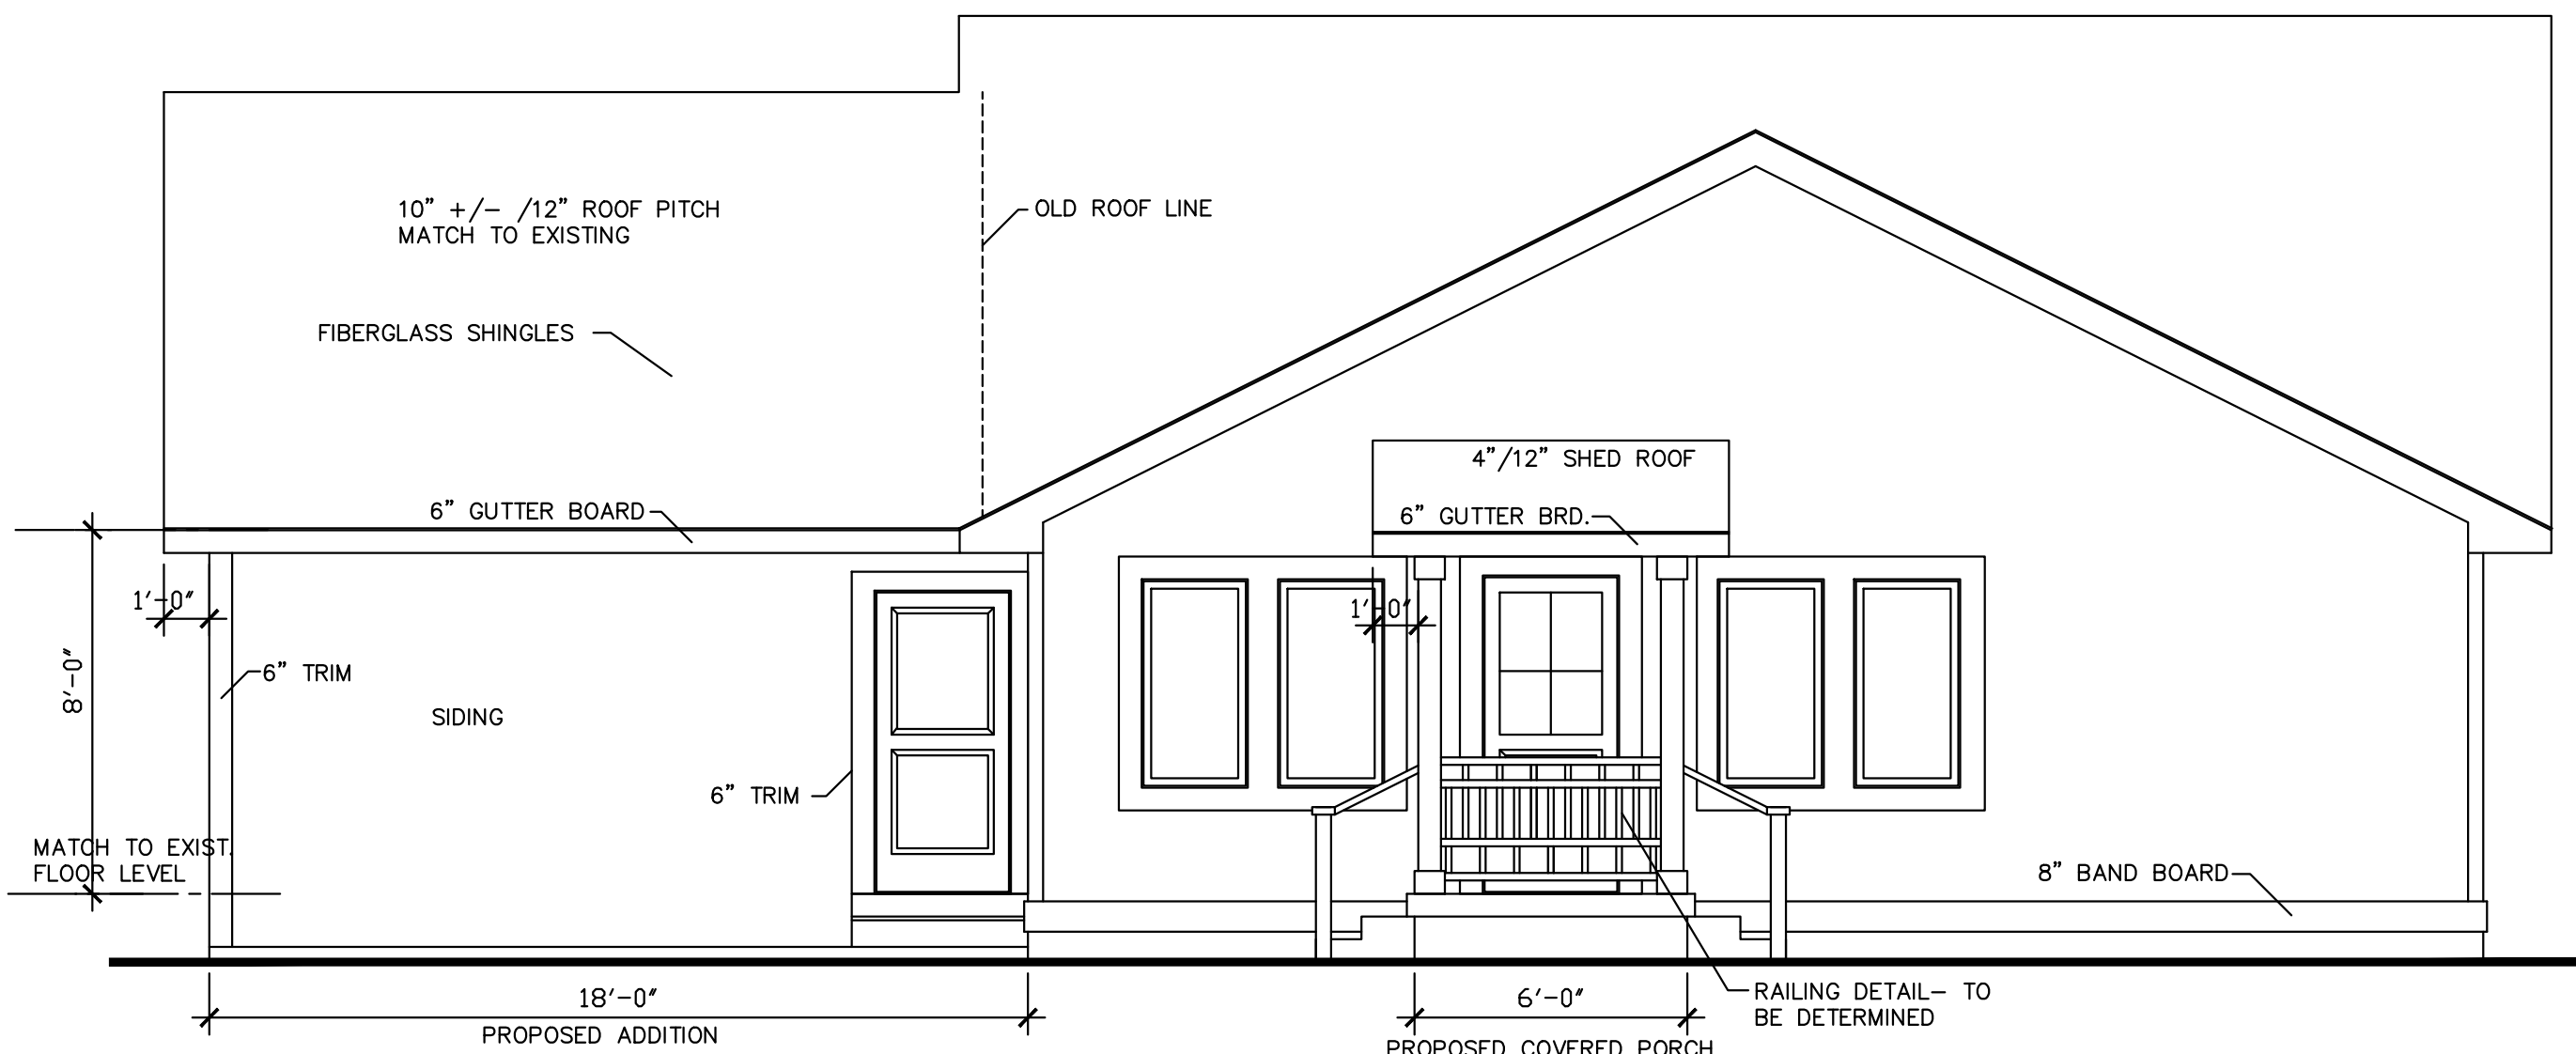 10” +/– /12” ROOF PITCH
MATCH TO EXISTING
OLD ROOF LINE
FIBERGLASS SHINGLES
4”/12” SHED ROOF
6” GUTTER BOARD
6” GUTTER BRD.
1'-0"
1'-0"
8'-0"
6” TRIM
SIDING
6” TRIM
MATCH TO EXIST.
FLOOR LEVEL
8” BAND BOARD
18'-0"
PROPOSED ADDITION
6'-0"
PROPOSED COVERED PORCH
RAILING DETAIL– TO
BE DETERMINED